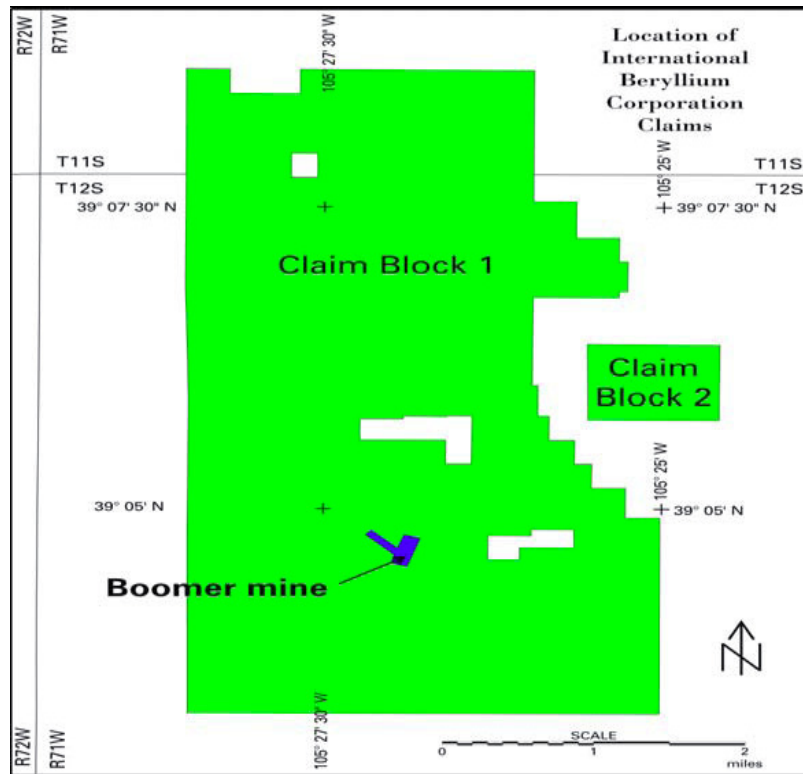 R72W
R71W
105° 27' 30" W
Location of
International
Beryllium
Corporation
Claims
T11S
T12S
105° 25' W
T11S
T12S
39° 07' 30" N
39° 07' 30" N
Claim Block 1
Claim
Block 2
105° 25' W
39° 05' N
39° 05' N
Boomer mine
N
105° 27' 30" W
R72W
R71W
SCALE
0
1
2
miles